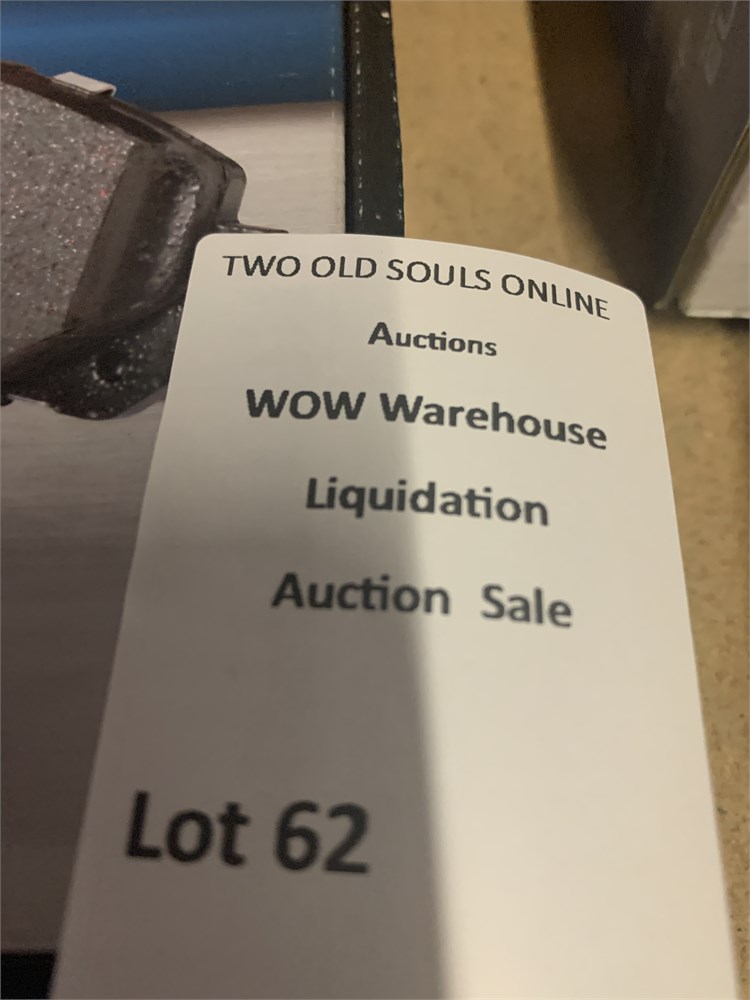 TWO OLD SOULS ONLINE
Auctions
WOW Warehouse
Liquidation
Auction Sale
Lot 62